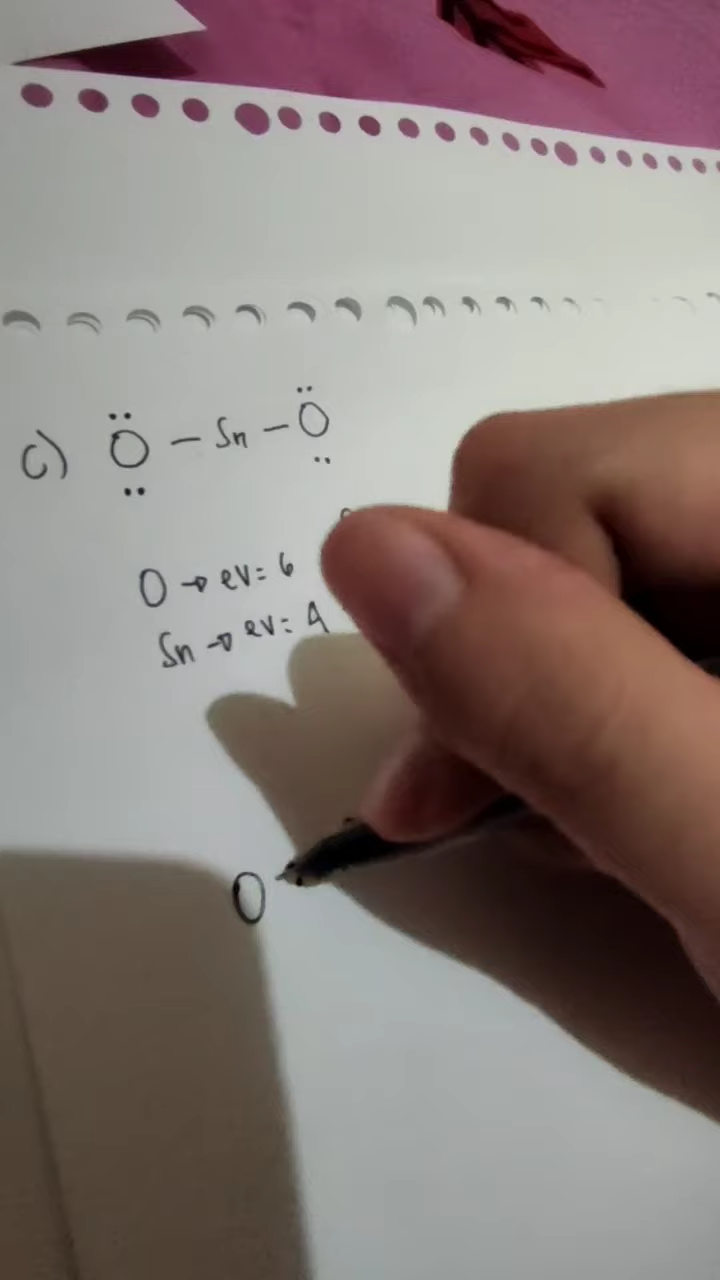 c) Ö - Sn - Ö
O → ev = 6
Sn → ev = 4
O